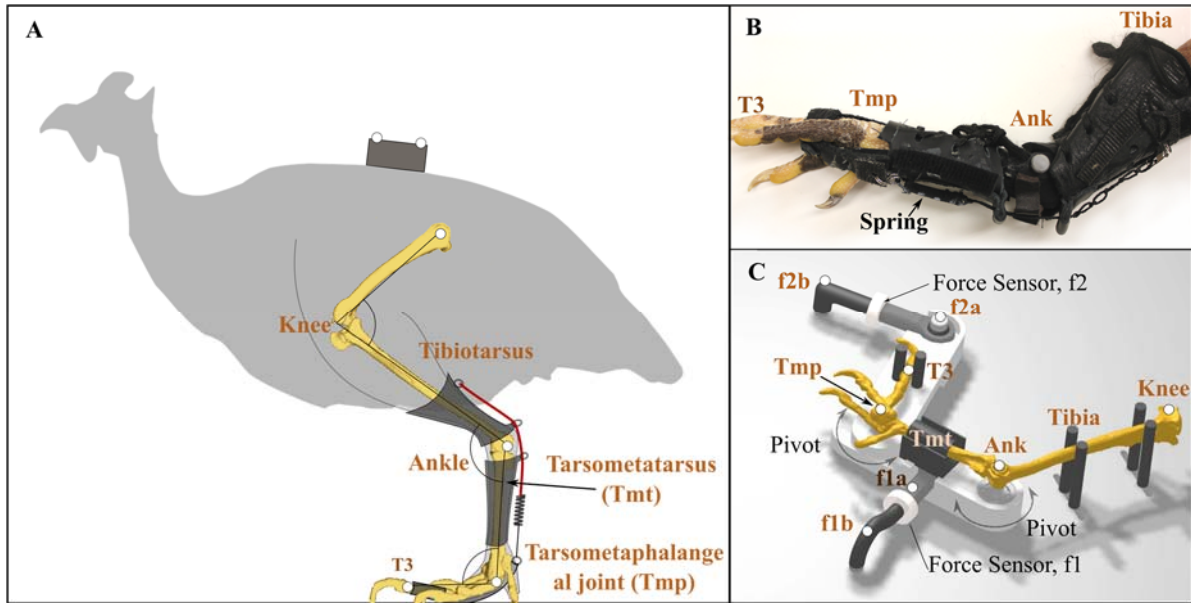 A
Knee
Tibiotarsus
Ankle
Tarsometatarsus
(Tmt)
T3
Tarsometaphalange
al joint (Tmp)
B
Tibia
T3
Tmp
Ank
Spring
C
f2b
Force Sensor, f2
f2a
Tmp
T3
Knee
Tibia
Tmt
Ank
Pivot
f1a
f1b
Pivot
Force Sensor, f1